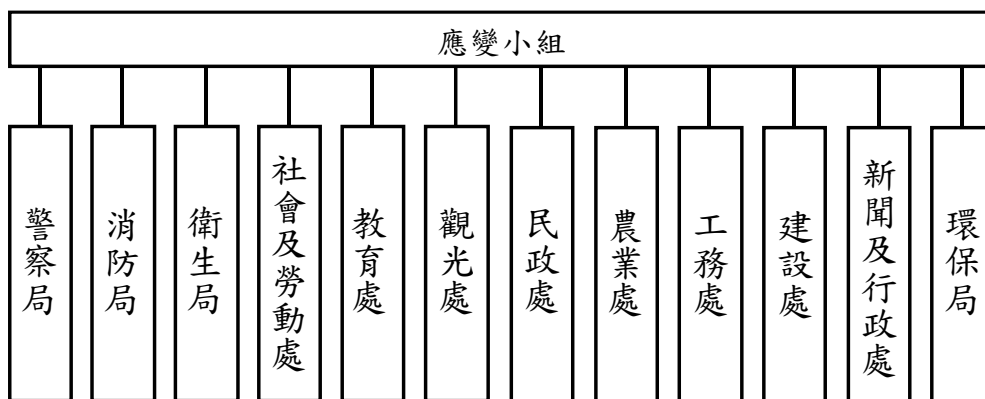 應變小組
警察局
消防局
衛生局
社會及勞動處
教育處
觀光處
民政處
農業處
工務處
建設處
新聞及行政處
環保局